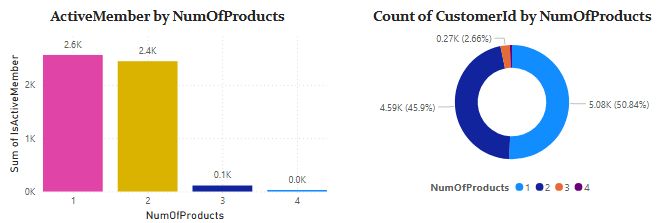 ActiveMember by NumOfProducts
Sum of IsActiveMember
2K
1K
0K
2.6K
2.4K
0.1K
0.0K
1
2
3
4
NumOfProducts
Count of CustomerId by NumOfProducts
0.27K (2.66%)
4.59K (45.9%)
5.08K (50.84%)
NumOfProducts 1 2 3 4